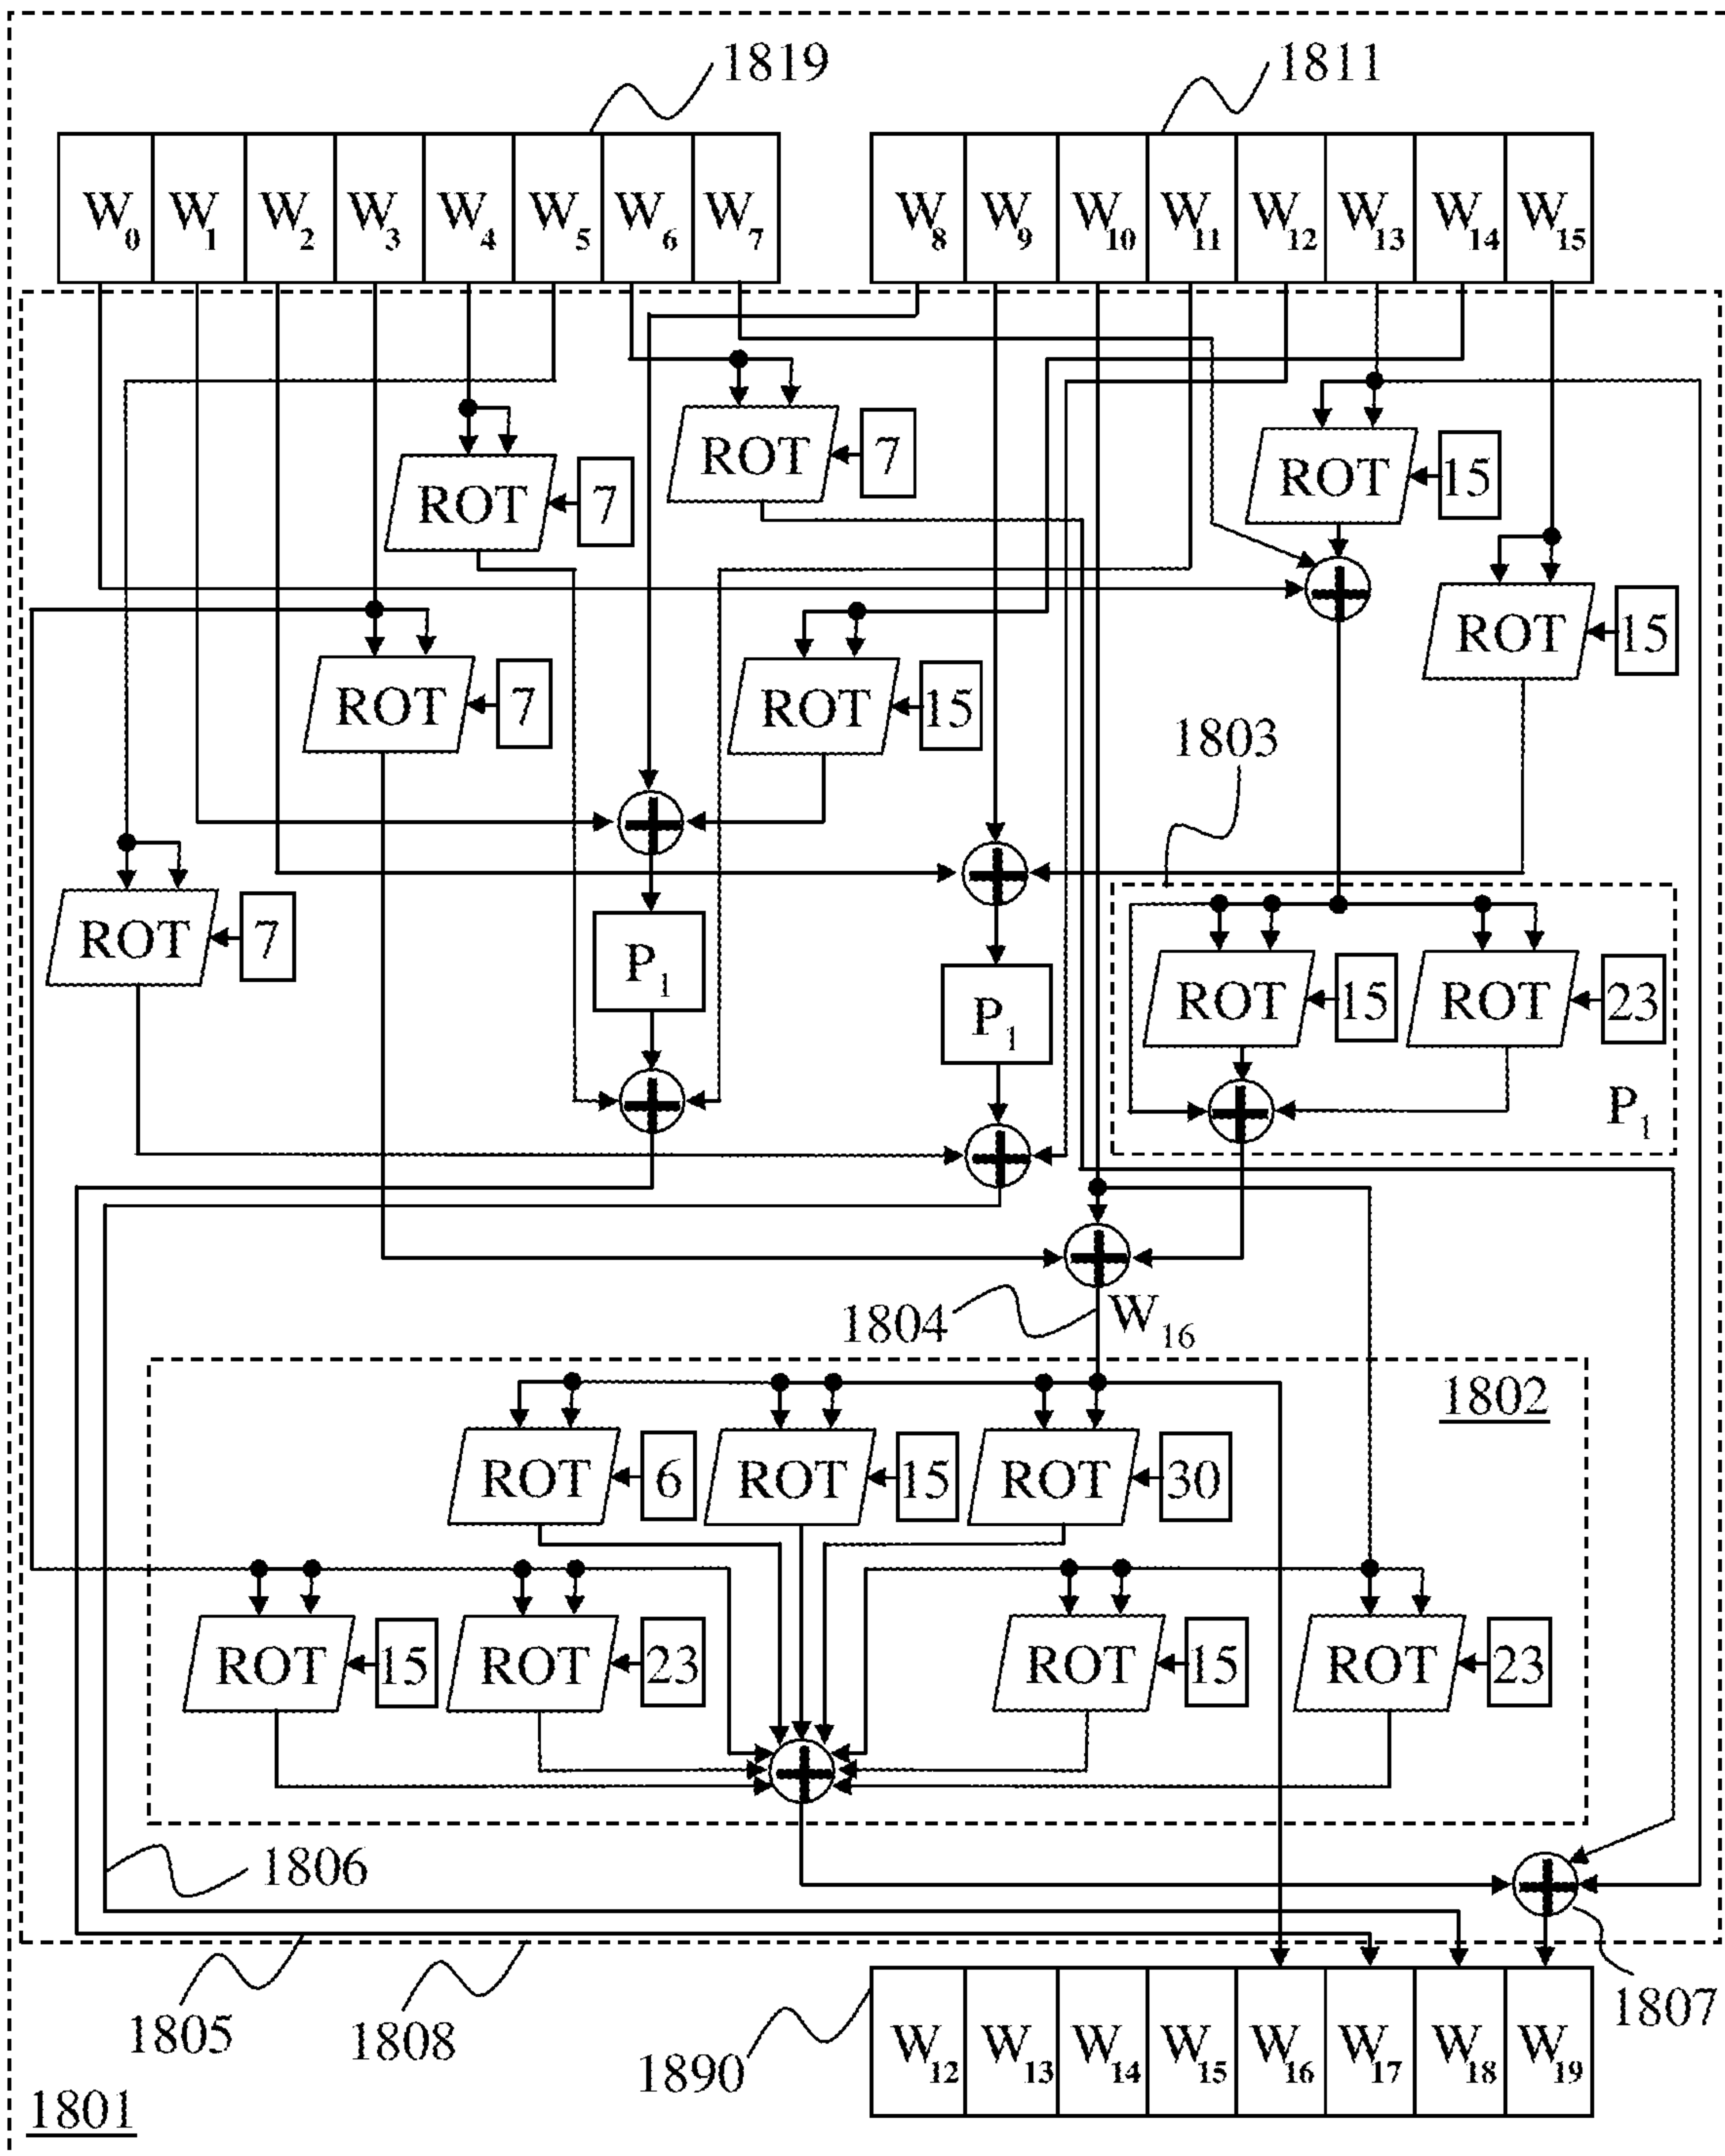 1819 1811
W0 W1 W2 W3 W4 W5 W6 W7 W8 W9 W10 W11 W12 W13 W14 W15
ROT 7
ROT 15
ROT 7
ROT 15
ROT 7
ROT 15
1803
ROT 7
P1
P1
ROT 15 ROT 23
P1
1804 W16
1802
ROT 6 ROT 15 ROT 30
ROT 15 ROT 23 ROT 15 ROT 23
1806
1805 1808 1890 1807
W12 W13 W14 W15 W16 W17 W18 W19
1801